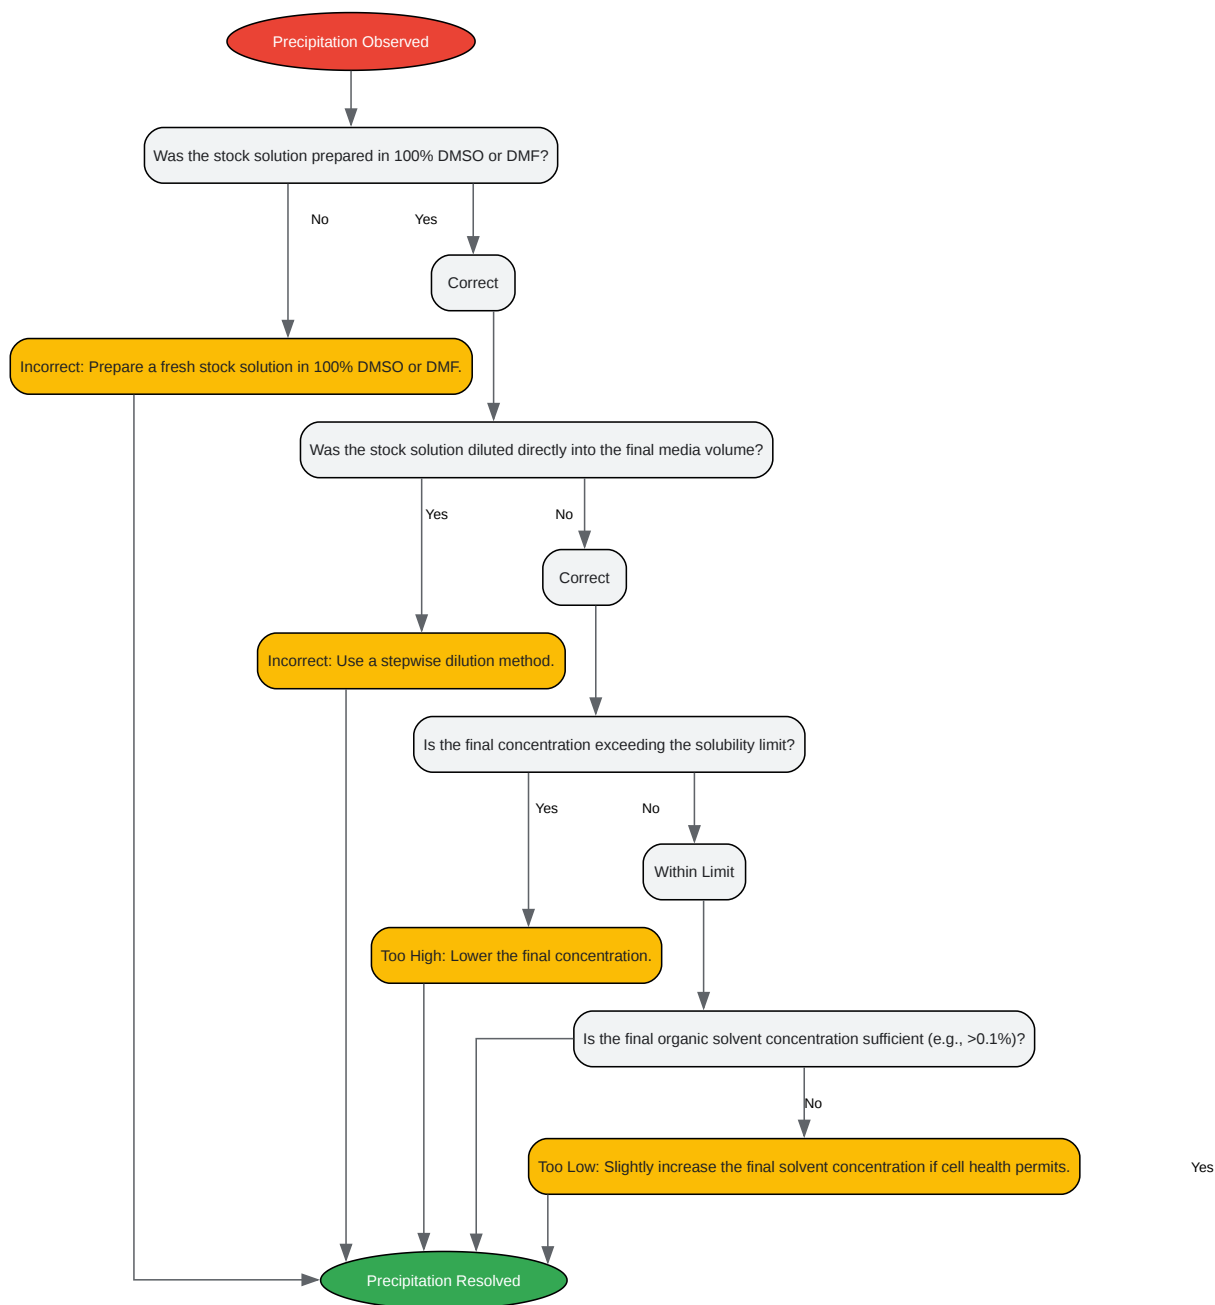 Precipitation Observed
Was the stock solution prepared in 100% DMSO or DMF?
No
Yes
Correct
Incorrect: Prepare a fresh stock solution in 100% DMSO or DMF.
Was the stock solution diluted directly into the final media volume?
Yes
No
Correct
Incorrect: Use a stepwise dilution method.
Is the final concentration exceeding the solubility limit?
Yes
No
Within Limit
Too High: Lower the final concentration.
Is the final organic solvent concentration sufficient (e.g., >0.1%)?
No
Too Low: Slightly increase the final solvent concentration if cell health permits.
Yes
Precipitation Resolved